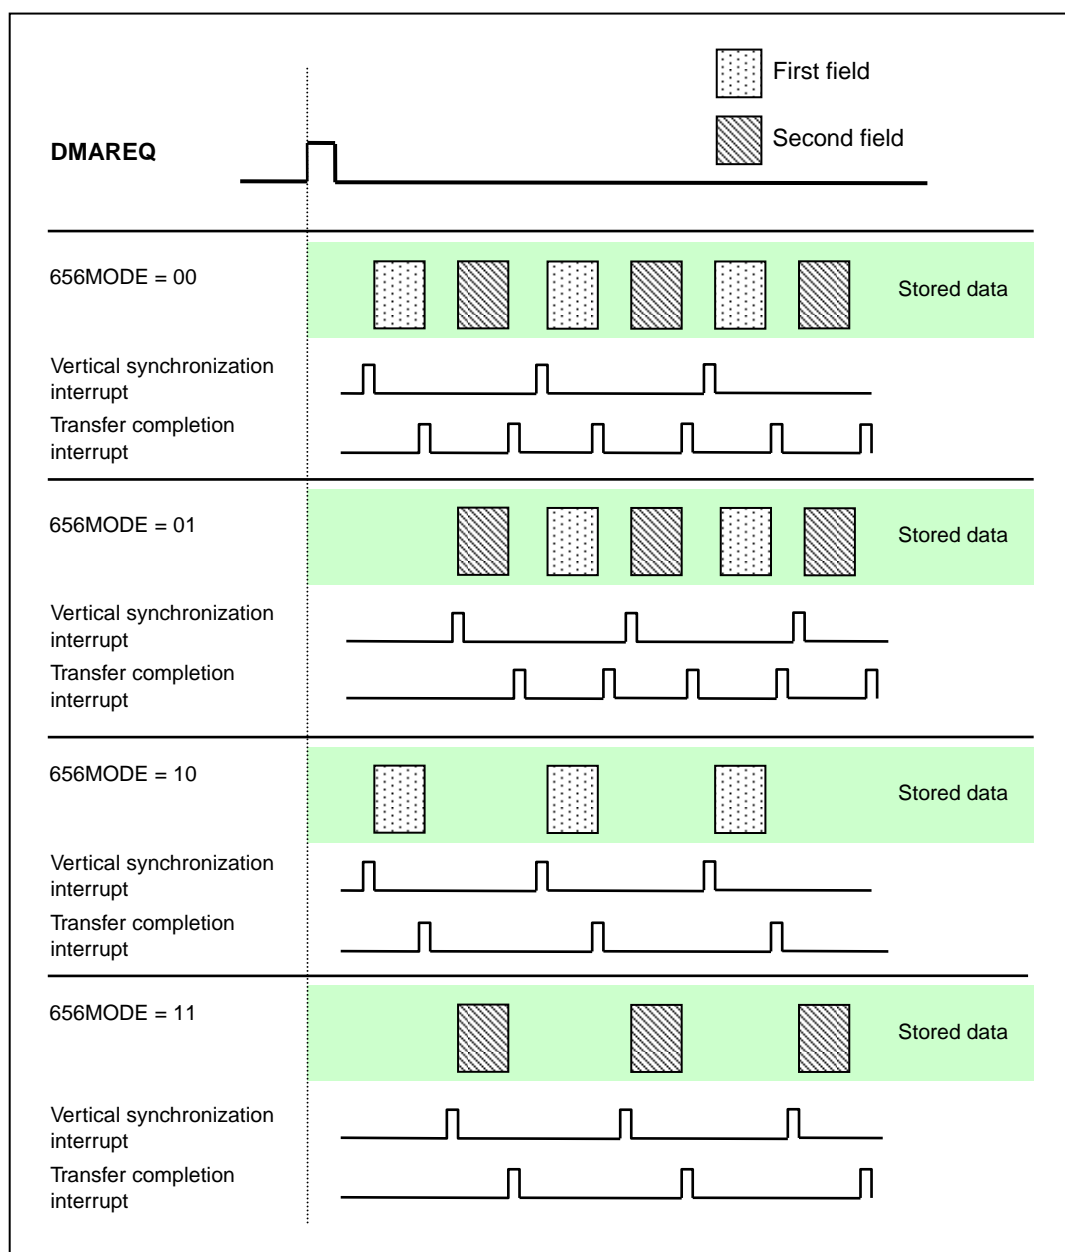 First field
Second field
DMAREQ
656MODE = 00
Stored data
Vertical synchronization
interrupt
Transfer completion
interrupt
656MODE = 01
Stored data
Vertical synchronization
interrupt
Transfer completion
interrupt
656MODE = 10
Stored data
Vertical synchronization
interrupt
Transfer completion
interrupt
656MODE = 11
Stored data
Vertical synchronization
interrupt
Transfer completion
interrupt